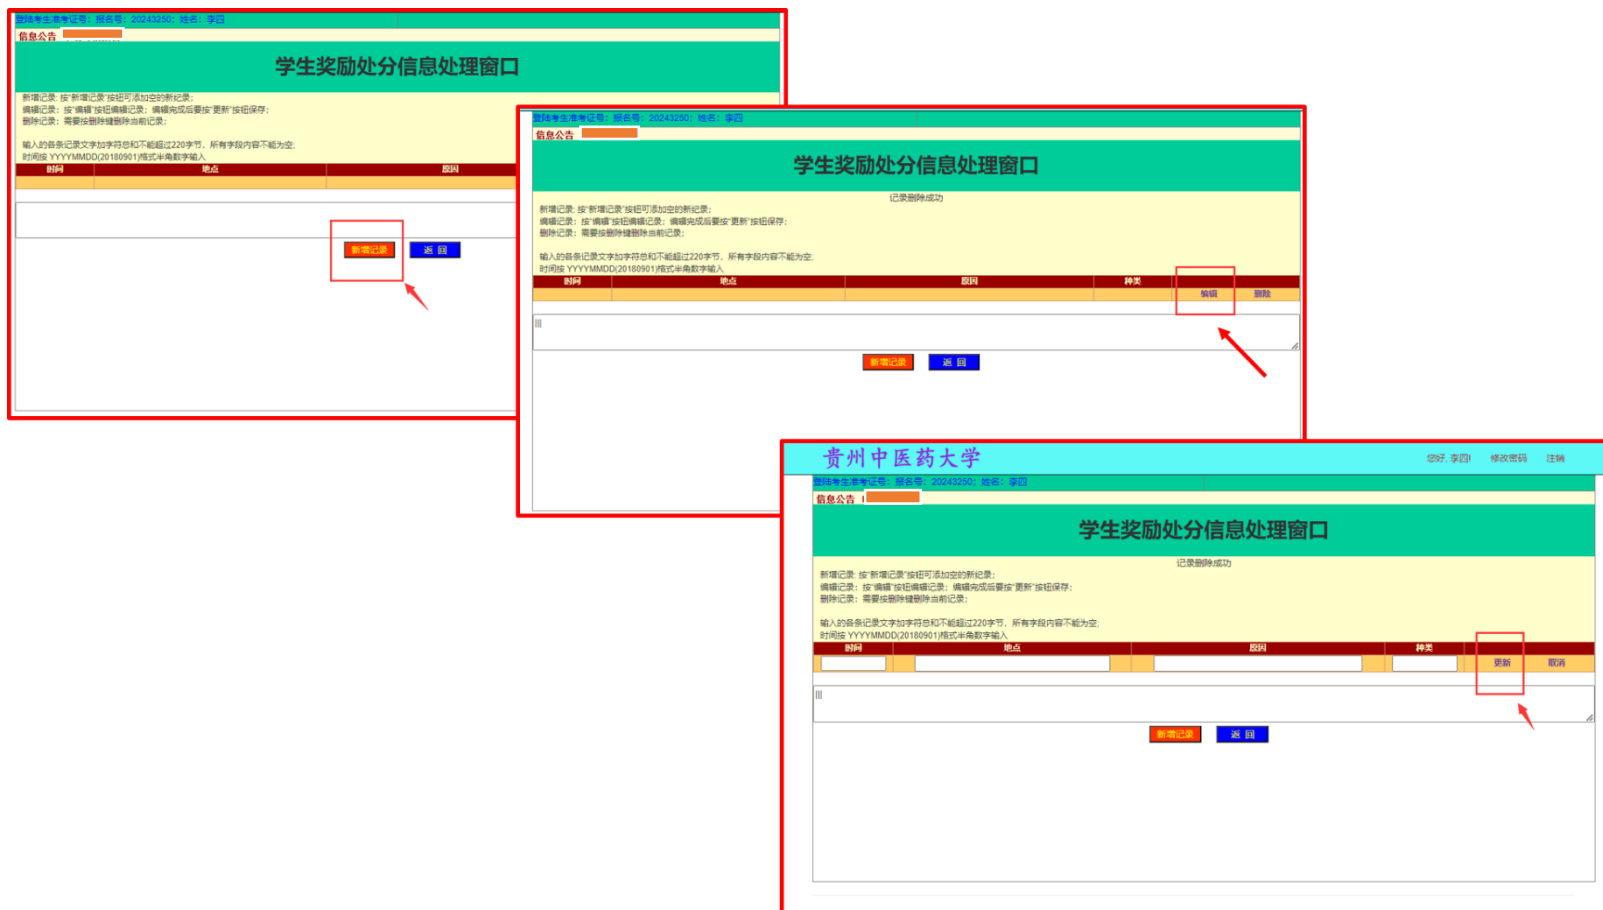 登陆考生准考证号：报名号：20243250；姓名：李四
信息公告
学生奖励处分信息处理窗口
新增记录: 按“新增记录”按钮可添加空的新纪录；
编辑记录：按“编辑”按钮编辑记录；编辑完成后要按“更新”按钮保存；
删除记录：需要按删除键删除当前记录；
输入的各条记录文字加字符总和不能超过220字节，所有字段内容不能为空;
时间按 YYYYMMDD(20180901)格式半角数字输入
时间 地点 原因
新增记录 返 回
登陆考生准考证号：报名号：20243250；姓名：李四
信息公告
学生奖励处分信息处理窗口
记录删除成功
新增记录: 按“新增记录”按钮可添加空的新纪录；
编辑记录：按“编辑”按钮编辑记录；编辑完成后要按“更新”按钮保存；
删除记录：需要按删除键删除当前记录；
输入的各条记录文字加字符总和不能超过220字节，所有字段内容不能为空;
时间按 YYYYMMDD(20180901)格式半角数字输入
时间 地点 原因 种类
编辑 删除
|||
新增记录 返 回
贵州中医药大学 您好, 李四! 修改密码 注销
登陆考生准考证号：报名号：20243250；姓名：李四
信息公告
学生奖励处分信息处理窗口
记录删除成功
新增记录: 按“新增记录”按钮可添加空的新纪录；
编辑记录：按“编辑”按钮编辑记录；编辑完成后要按“更新”按钮保存；
删除记录：需要按删除键删除当前记录；
输入的各条记录文字加字符总和不能超过220字节，所有字段内容不能为空;
时间按 YYYYMMDD(20180901)格式半角数字输入
时间 地点 原因 种类
更新 取消
|||
新增记录 返 回